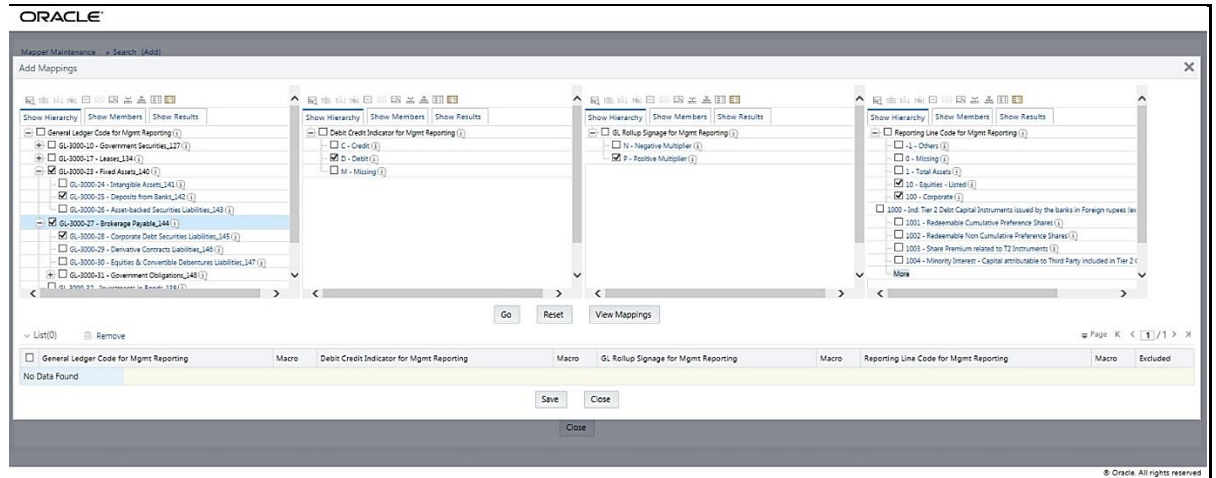 ORACLE
Mapper Maintenance > Search (Add)
Add Mappings
Show Hierarchy Show Members Show Results
General Ledger Code for Mgmt Reporting
GL-3000-10 - Government Securities_127
GL-3000-17 - Leases_134
GL-3000-23 - Fixed Assets_140
GL-3000-24 - Intangible Assets_141
GL-3000-25 - Deposits from Banks_142
GL-3000-26 - Asset-backed Securities Liabilities_143
GL-3000-27 - Brokerage Payable_144
GL-3000-28 - Corporate Debt Securities Liabilities_145
GL-3000-29 - Derivative Contracts Liabilities_146
GL-3000-30 - Equities & Convertible Debentures Liabilities_147
GL-3000-31 - Government Obligations_148
GL-3000-32 - Investments in Bonds_138
Show Hierarchy Show Members Show Results
Debit Credit Indicator for Mgmt Reporting
C - Credit
D - Debit
M - Missing
Show Hierarchy Show Members Show Results
GL Rollup Signage for Mgmt Reporting
N - Negative Multiplier
P - Positive Multiplier
Show Hierarchy Show Members Show Results
Reporting Line Code for Mgmt Reporting
-1 - Others
0 - Missing
1 - Total Assets
10 - Equities - Listed
100 - Corporate
1000 - Ind: Tier 2 Debt Capital Instruments issued by the banks in Foreign rupees (ex
1001 - Redeemable Cumulative Preference Shares
1002 - Redeemable Non Cumulative Preference Shares
1003 - Share Premium related to T2 Instruments
1004 - Minority Interest - Capital attributable to Third Party included in Tier 2 C
More
Go Reset View Mappings
List(0) Remove Page 1 / 1
General Ledger Code for Mgmt Reporting Macro Debit Credit Indicator for Mgmt Reporting Macro GL Rollup Signage for Mgmt Reporting Macro Reporting Line Code for Mgmt Reporting Macro Excluded
No Data Found
Save Close
Close
© Oracle. All rights reserved